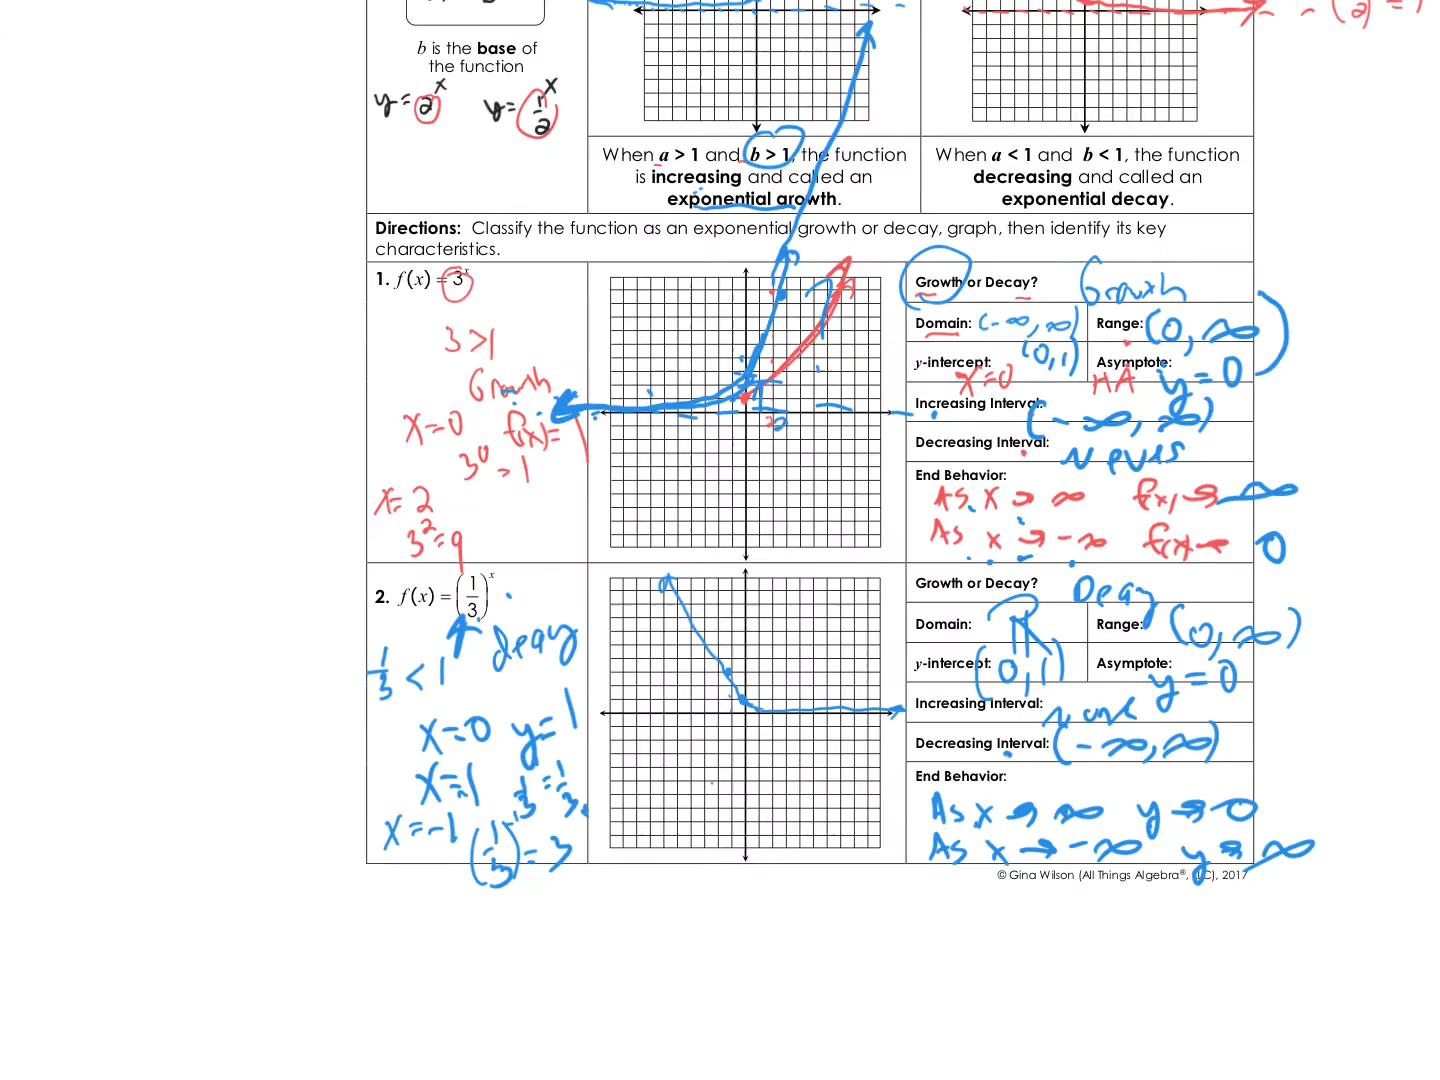 b is the base of
the function
y = 2^x y = 1/2^x
When a > 1 and b > 1, the function
is increasing and called an
exponential growth.
When a < 1 and b < 1, the function
decreasing and called an
exponential decay.
Directions: Classify the function as an exponential growth or decay, graph, then identify its key
characteristics.
1. f(x) = 3^x
3 > 1
Growth
x = 0 f(x) = 1
3^0 = 1
x = 2
3^2 = 9
Growth or Decay? Growth
Domain: (-∞, ∞) Range: (0, ∞)
y-intercept: (0, 1) Asymptote:
x = 0 HA y = 0
Increasing Interval: (-∞, ∞)
Decreasing Interval: Never
End Behavior:
As x → ∞ f(x) → ∞
As x → -∞ f(x) → 0
2. f(x) = (1/3)^x
decay
1/3 < 1
x = 0 y = 1
x = 1 1/3 = 1/3
x = -1 (1/3)^-1 = 3
Growth or Decay? Decay
Domain: R Range: (0, ∞)
y-intercept: (0, 1) Asymptote: y = 0
Increasing Interval: none
Decreasing Interval: (-∞, ∞)
End Behavior:
As x → ∞ y → 0
As x → -∞ y → ∞
© Gina Wilson (All Things Algebra®, LLC), 2017